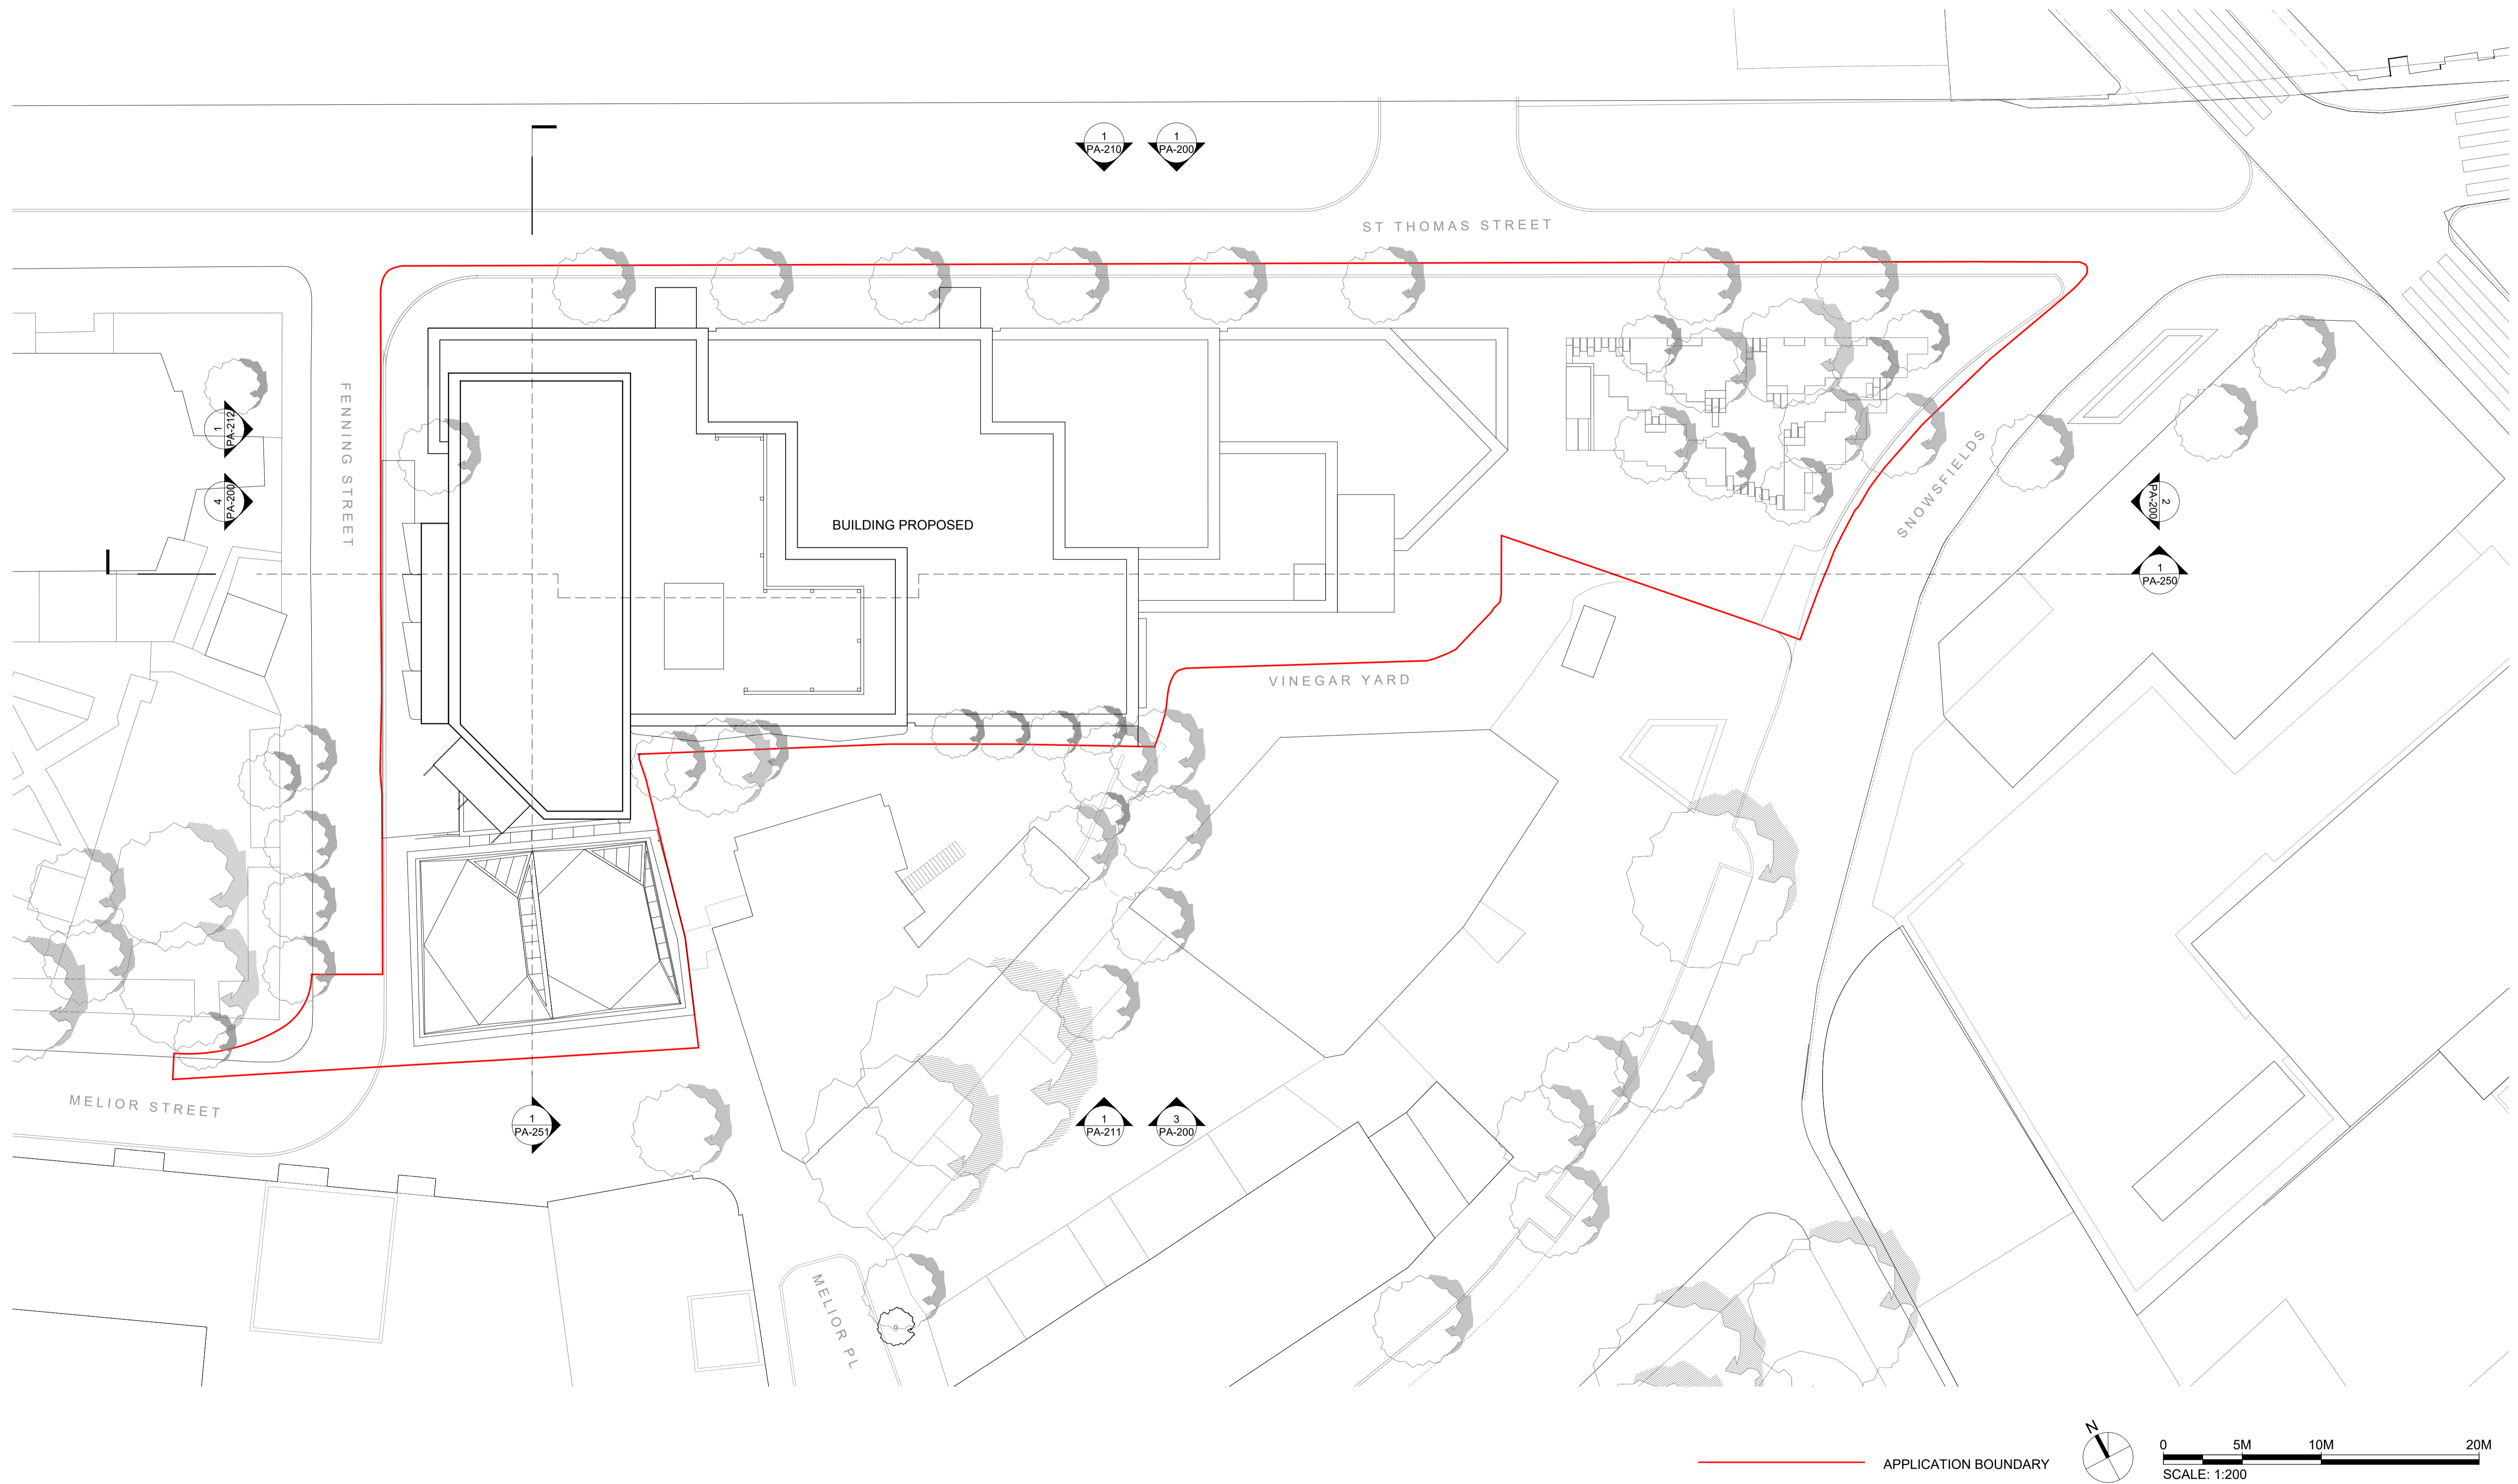 1
PA-210
1
PA-200
ST THOMAS STREET
FENNING STREET
1
PA-212
4
PA-200
BUILDING PROPOSED
SNOWSFIELDS
2
PA-200
1
PA-250
VINEGAR YARD
MELIOR STREET
1
PA-251
1
PA-211
3
PA-200
MELIOR PL
N
0 5M 10M 20M
APPLICATION BOUNDARY
SCALE: 1:200